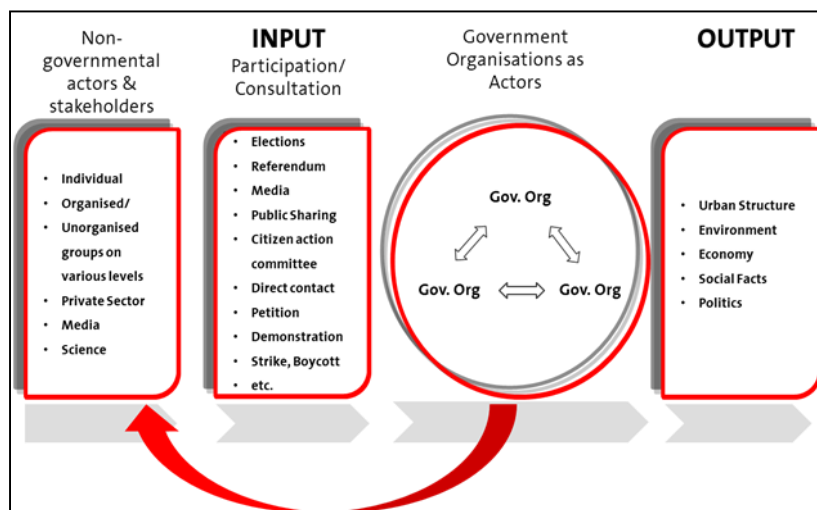 Non-
governmental
actors &
stakeholders
INPUT
Participation/
Consultation
Government
Organisations as
Actors
OUTPUT
• Individual
• Organised/
• Unorganised
groups on
various levels
• Private Sector
• Media
• Science
• Elections
• Referendum
• Media
• Public Sharing
• Citizen action
committee
• Direct contact
• Petition
• Demonstration
• Strike, Boycott
• etc.
Gov. Org
Gov. Org
Gov. Org
• Urban Structure
• Environment
• Economy
• Social Facts
• Politics